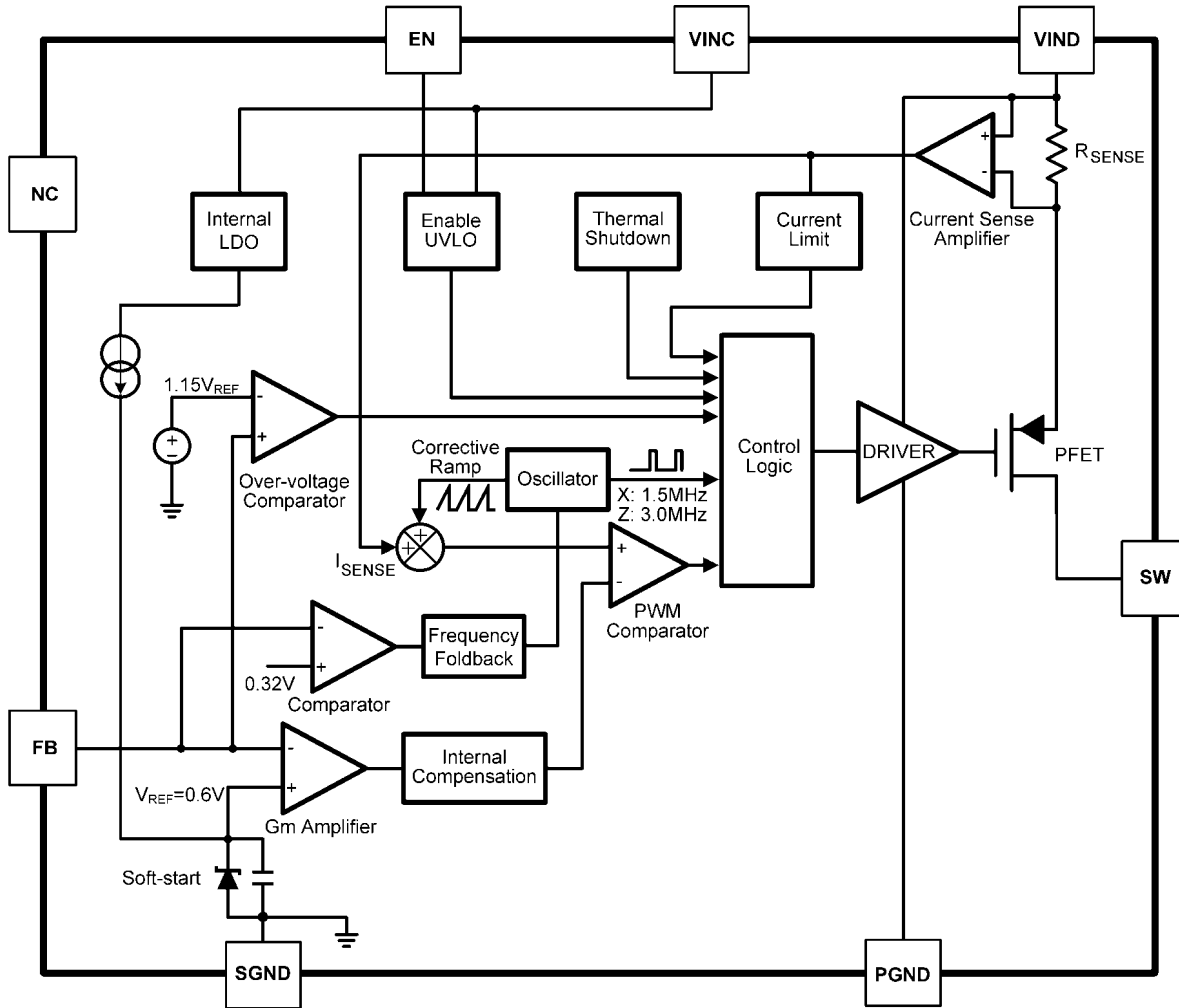 EN
VINC
VIND
NC
Internal
LDO
Enable
UVLO
Thermal
Shutdown
Current
Limit
+
-
Current Sense
Amplifier
RSENSE
1.15VREF
+
−
-
+
Over-voltage
Comparator
Corrective
Ramp
Oscillator
X: 1.5MHz
Z: 3.0MHz
Control
Logic
DRIVER
PFET
+
+
ISENSE
+
-
PWM
Comparator
SW
-
+
0.32V
Comparator
Frequency
Foldback
FB
-
+
VREF=0.6V
Gm Amplifier
Internal
Compensation
Soft-start
SGND
PGND